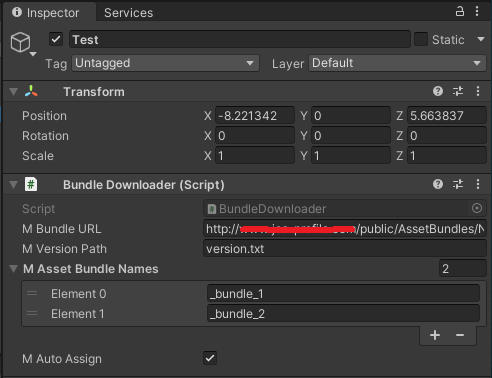 Inspector Services
Test Static
Tag Untagged Layer Default
Transform
Position X -8.221342 Y 0 Z 5.663837
Rotation X 0 Y 0 Z 0
Scale X 1 Y 1 Z 1
# Bundle Downloader (Script)
Script # BundleDownloader
M Bundle URL http:// /public/AssetBundles/N
M Version Path version.txt
M Asset Bundle Names 2
Element 0 _bundle_1
Element 1 _bundle_2
+ −
M Auto Assign